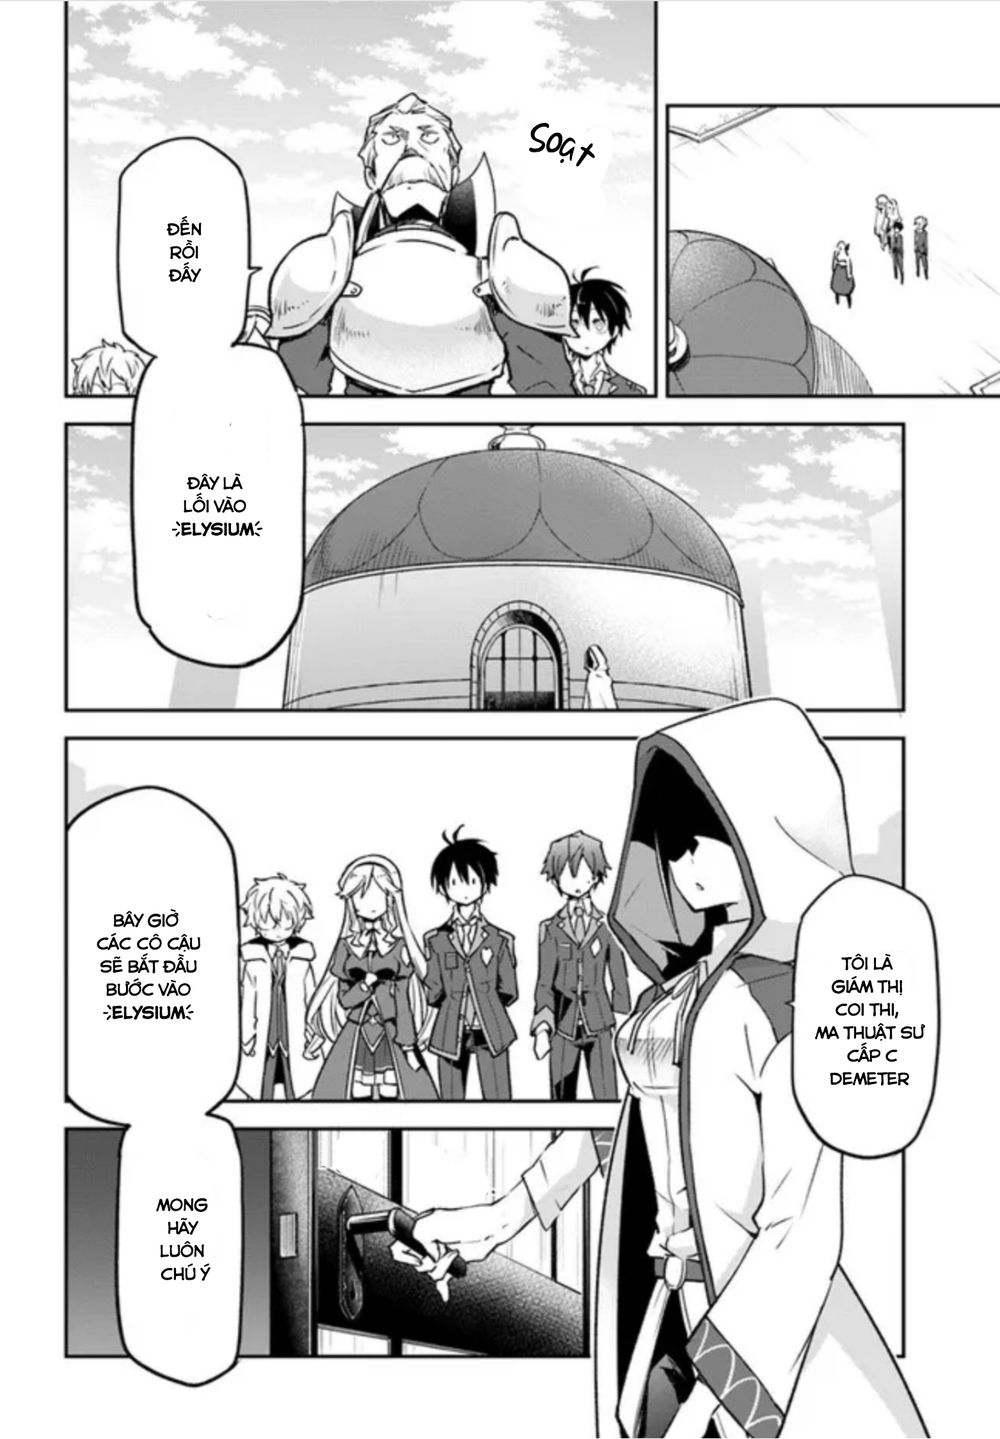 Soạt
ĐẾN
RỒI
ĐẤY
ĐÂY LÀ
LỐI VÀO
ELYSIUM
TÔI LÀ
GIÁM THỊ
COI THI,
MA THUẬT SƯ
CẤP C
DEMETER
BÂY GIỜ
CÁC CÔ CẬU
SẼ BẮT ĐẦU
BƯỚC VÀO
ELYSIUM
MONG
HÃY
LUÔN
CHÚ Ý